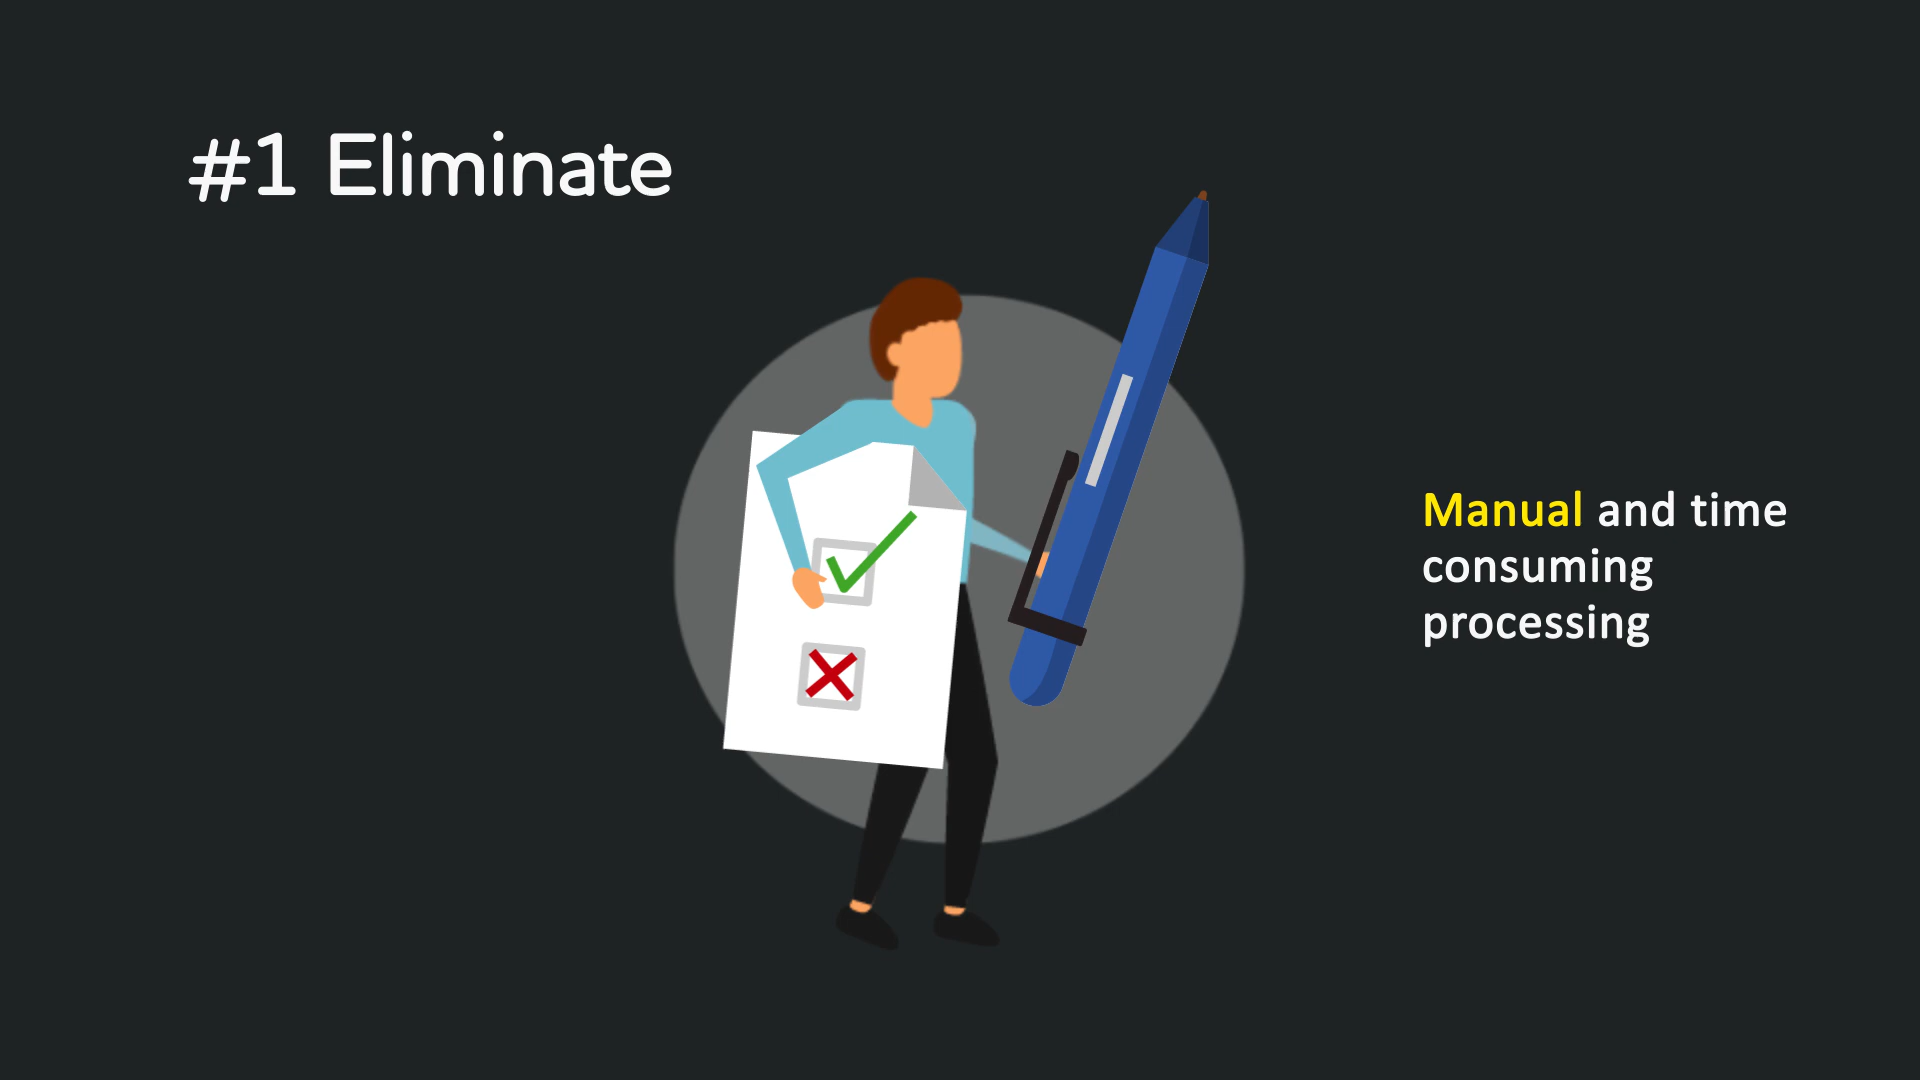 #1 Eliminate
Manual and time
consuming
processing